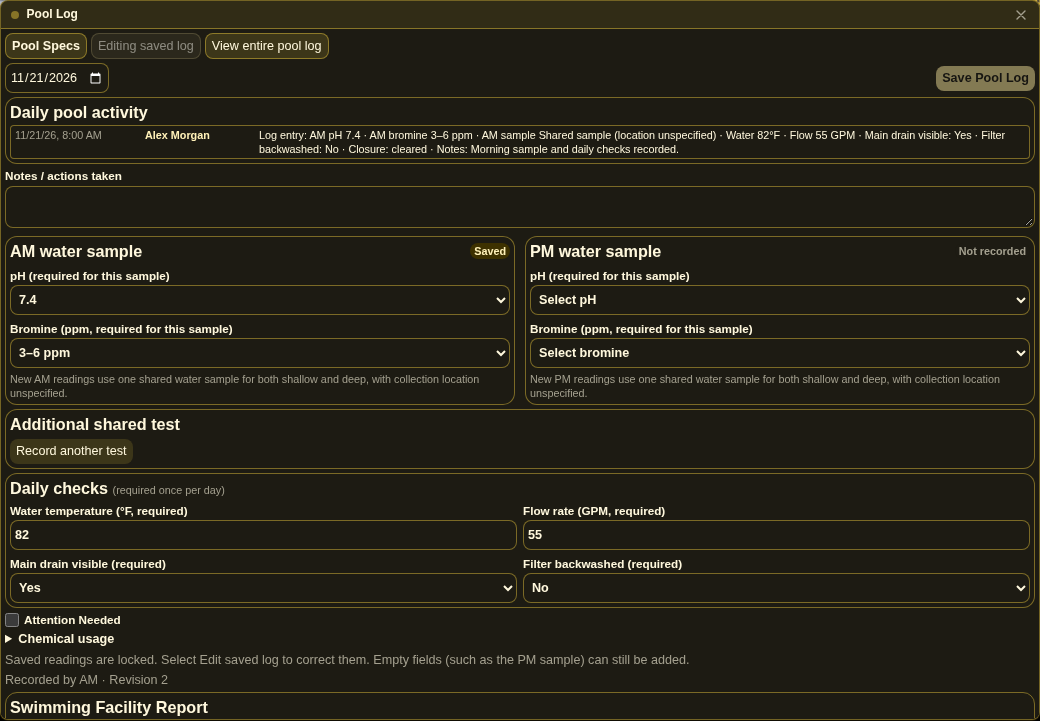 Pool Log
Pool Specs Editing saved log View entire pool log
11/21/2026 Save Pool Log
Daily pool activity
11/21/26, 8:00 AM Alex Morgan Log entry: AM pH 7.4 · AM bromine 3–6 ppm · AM sample Shared sample (location unspecified) · Water 82°F · Flow 55 GPM · Main drain visible: Yes · Filter
backwashed: No · Closure: cleared · Notes: Morning sample and daily checks recorded.
Notes / actions taken
AM water sample Saved
pH (required for this sample)
7.4
Bromine (ppm, required for this sample)
3–6 ppm
New AM readings use one shared water sample for both shallow and deep, with collection location
unspecified.
PM water sample Not recorded
pH (required for this sample)
Select pH
Bromine (ppm, required for this sample)
Select bromine
New PM readings use one shared water sample for both shallow and deep, with collection location
unspecified.
Additional shared test
Record another test
Daily checks (required once per day)
Water temperature (°F, required) Flow rate (GPM, required)
82 55
Main drain visible (required) Filter backwashed (required)
Yes No
Attention Needed
Chemical usage
Saved readings are locked. Select Edit saved log to correct them. Empty fields (such as the PM sample) can still be added.
Recorded by AM · Revision 2
Swimming Facility Report